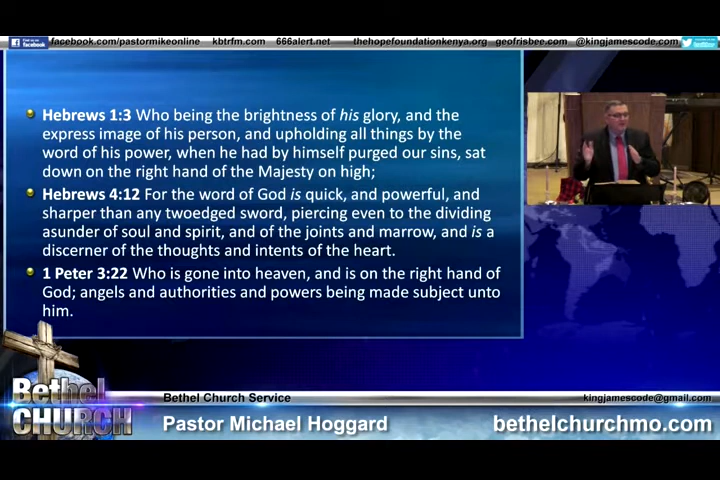 Find us on facebook
facebook.com/pastormikeonline kbtrfm.com 666alert.net thehopefoundationkenya.org geofrisbee.com @kingjamescode.com
Hebrews 1:3 Who being the brightness of his glory, and the
express image of his person, and upholding all things by the
word of his power, when he had by himself purged our sins, sat
down on the right hand of the Majesty on high;
Hebrews 4:12 For the word of God is quick, and powerful, and
sharper than any twoedged sword, piercing even to the dividing
asunder of soul and spirit, and of the joints and marrow, and is a
discerner of the thoughts and intents of the heart.
1 Peter 3:22 Who is gone into heaven, and is on the right hand of
God; angels and authorities and powers being made subject unto
him.
Bethel
CHURCH
Bethel Church Service kingjamescode@gmail.com
Pastor Michael Hoggard bethelchurchmo.com